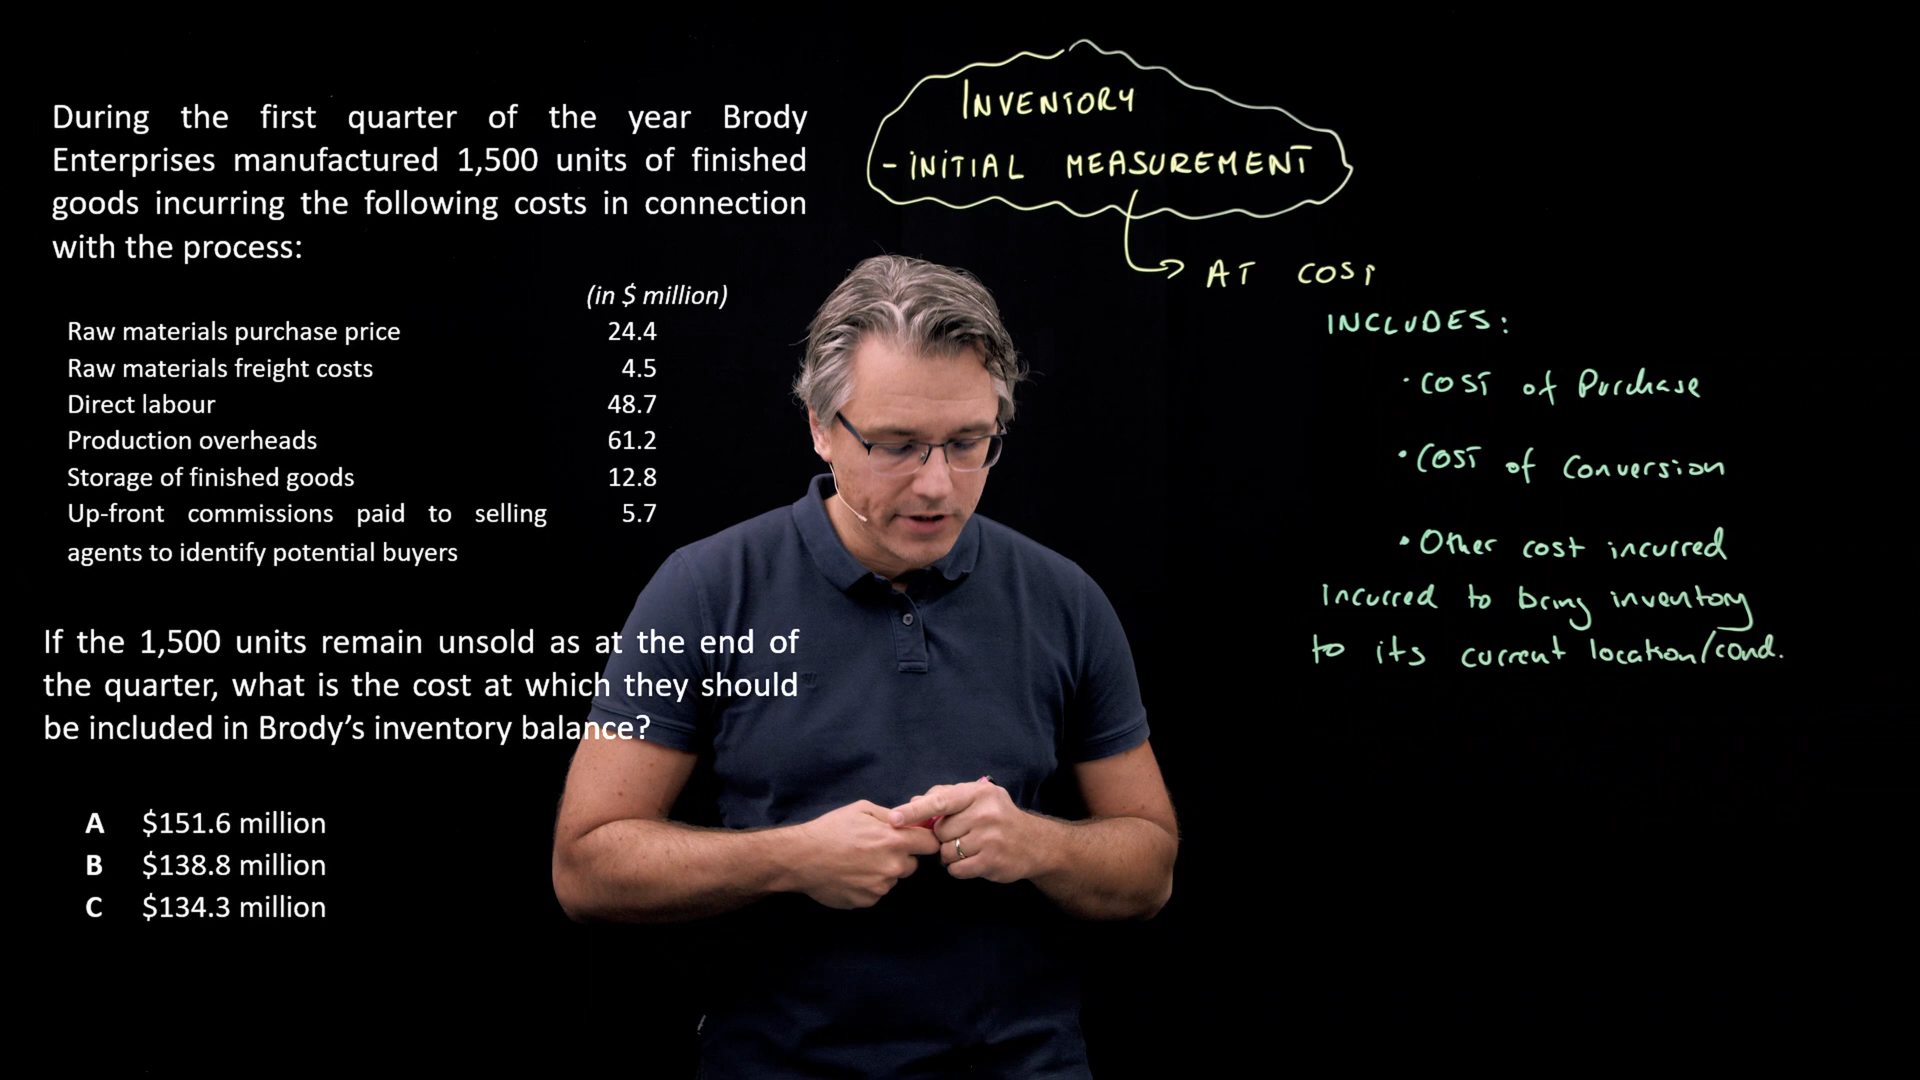 During the first quarter of the year Brody
Enterprises manufactured 1,500 units of finished
goods incurring the following costs in connection
with the process:
(in $ million)
Raw materials purchase price 24.4
Raw materials freight costs 4.5
Direct labour 48.7
Production overheads 61.2
Storage of finished goods 12.8
Up-front commissions paid to selling 5.7
agents to identify potential buyers
If the 1,500 units remain unsold as at the end of
the quarter, what is the cost at which they should
be included in Brody’s inventory balance?
A $151.6 million
B $138.8 million
C $134.3 million
INVENTORY
- INITIAL MEASUREMENT
AT COST
INCLUDES:
• COST of Purchase
• COST of Conversion
• Other cost incurred
incurred to bring inventory
to its current location/cond.